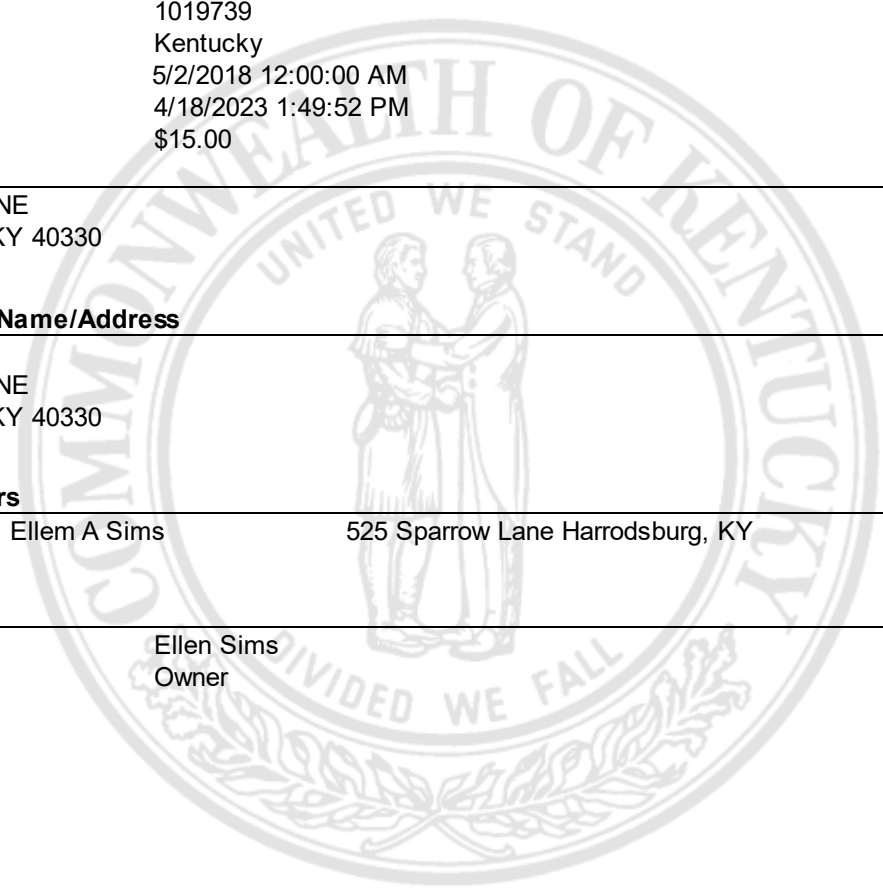 1019739
Kentucky
5/2/2018 12:00:00 AM
4/18/2023 1:49:52 PM
$15.00
NE
KY 40330
Name/Address
NE
KY 40330
rs
Ellem A Sims 525 Sparrow Lane Harrodsburg, KY
Ellen Sims
Owner
COMMONWEALTH OF KENTUCKY
UNITED WE STAND
DIVIDED WE FALL